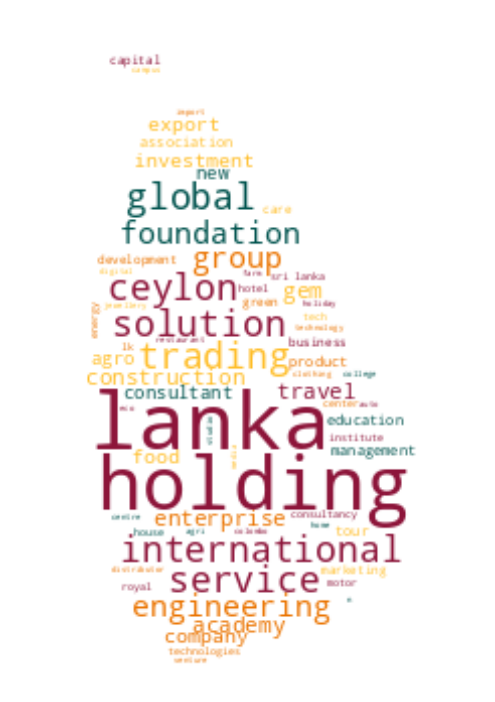 capital
campus
import
export
association
investment
new
global
care
foundation
group
development
digital
farm
sri lanka
ceylon
hotel
gem
jewellery
green
holiday
energy
solution
tech
technology
restaurant
lk
trading
business
agro
product
construction
clothing
college
consultant
travel
eco
lanka
center
auto
education
institute
food
management
holding
centre
enterprise
consultancy
home
house
agri
colombo
tour
international
distributor
marketing
service
royal
motor
engineering
academy
company
technologies
venture